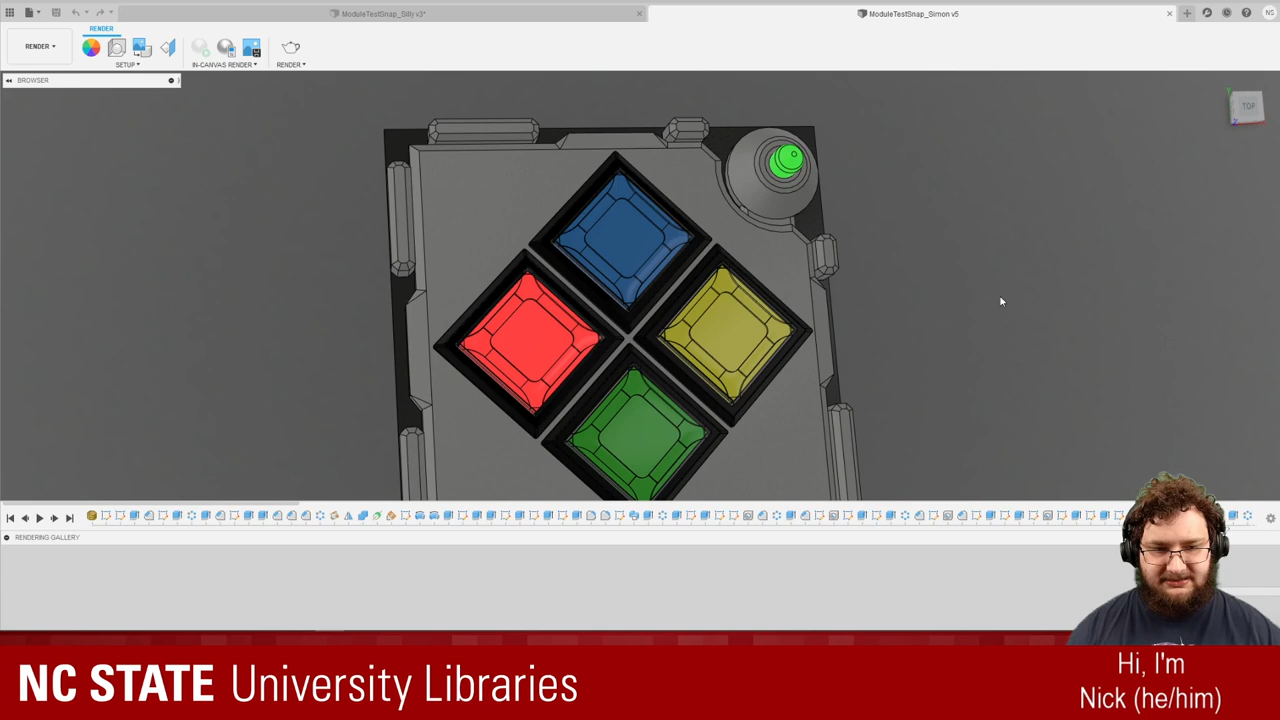 ModuleTestSnap_Silly v3*
ModuleTestSnap_Simon v5
NS
RENDER
RENDER
SETUP
IN-CANVAS RENDER
RENDER
BROWSER
TOP
RENDERING GALLERY
NC STATE University Libraries
Hi, I'm
Nick (he/him)